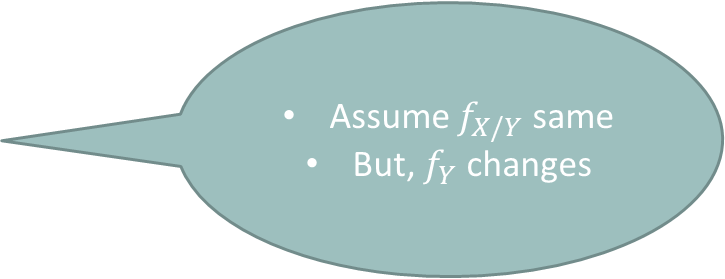 • Assume f_{X/Y} same
• But, f_Y changes